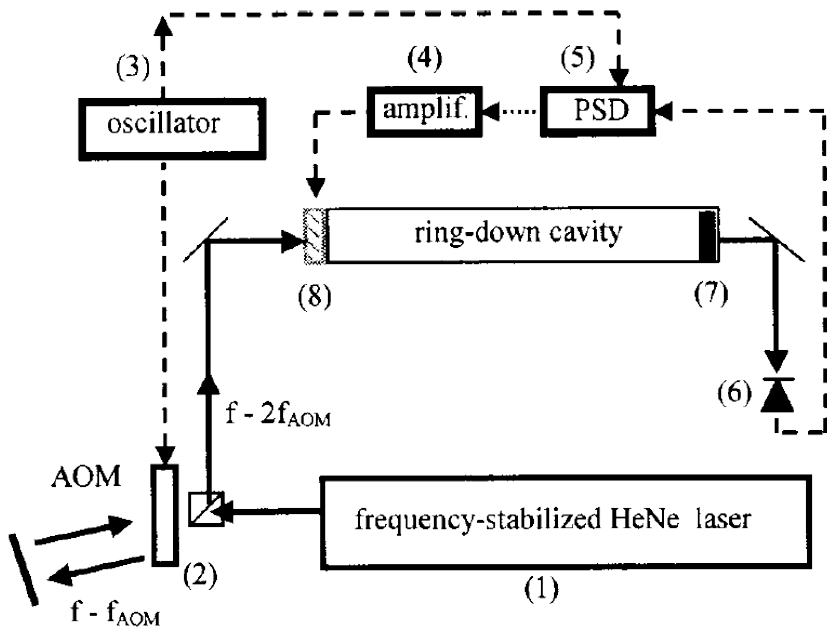 (3)
(4)
(5)
oscillator
amplif.
PSD
ring-down cavity
(8)
(7)
(6)
f - 2f_AOM
AOM
frequency-stabilized HeNe laser
(2)
(1)
f - f_AOM